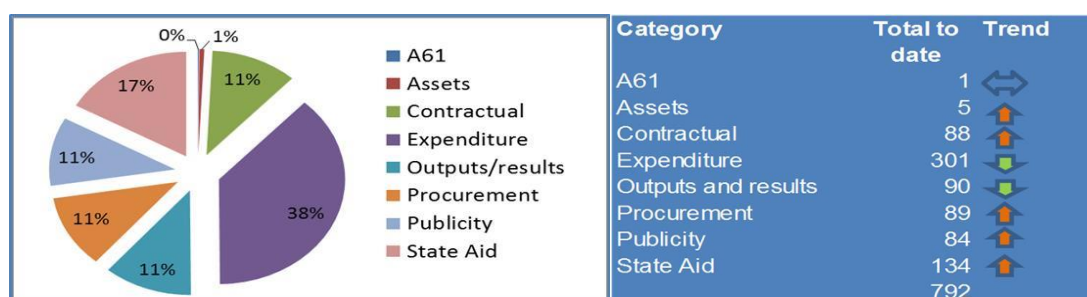 0%
1%
11%
38%
11%
11%
11%
17%
A61
Assets
Contractual
Expenditure
Outputs/results
Procurement
Publicity
State Aid
Category Total to date Trend
A61 1
Assets 5
Contractual 88
Expenditure 301
Outputs and results 90
Procurement 89
Publicity 84
State Aid 134
792